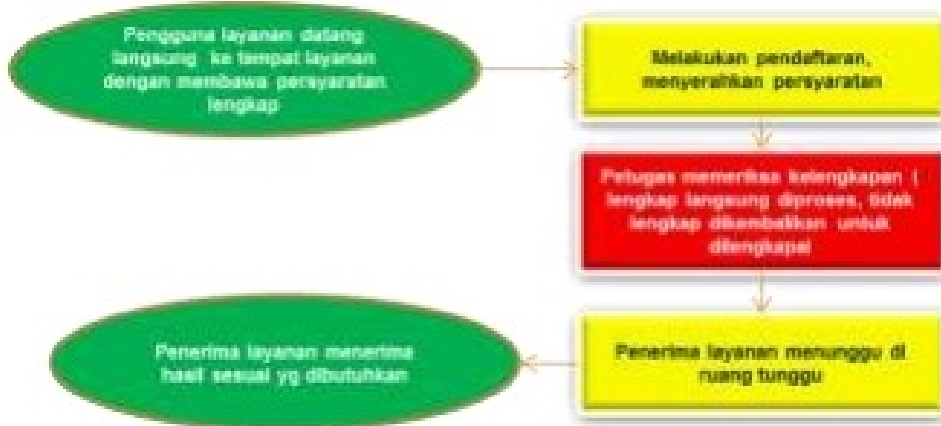 Pengguna layanan datang
langsung ke tempat layanan
dengan membawa persyaratan
lengkap
Melakukan pendaftaran,
menyerahkan persyaratan
Petugas memeriksa kelengkapan (
lengkap langsung diproses, tidak
lengkap dikembalikan untuk
dilengkapai
Penerima layanan menunggu di
ruang tunggu
Penerima layanan menerima
hasil sesuai yg dibutuhkan